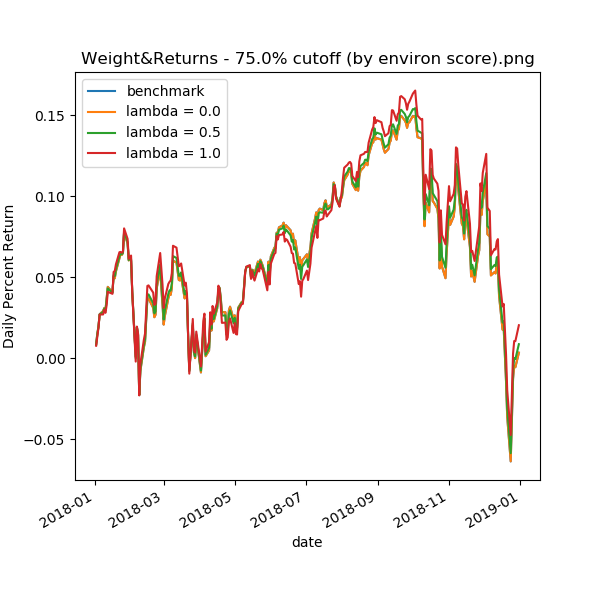 Weight&Returns - 75.0% cutoff (by environ score).png
benchmark
lambda = 0.0
lambda = 0.5
lambda = 1.0
Daily Percent Return
0.15
0.10
0.05
0.00
−0.05
2018-01
2018-03
2018-05
2018-07
2018-09
2018-11
2019-01
date